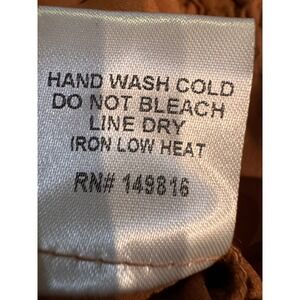 HAND WASH COLD
DO NOT BLEACH
LINE DRY
IRON LOW HEAT
RN# 149816